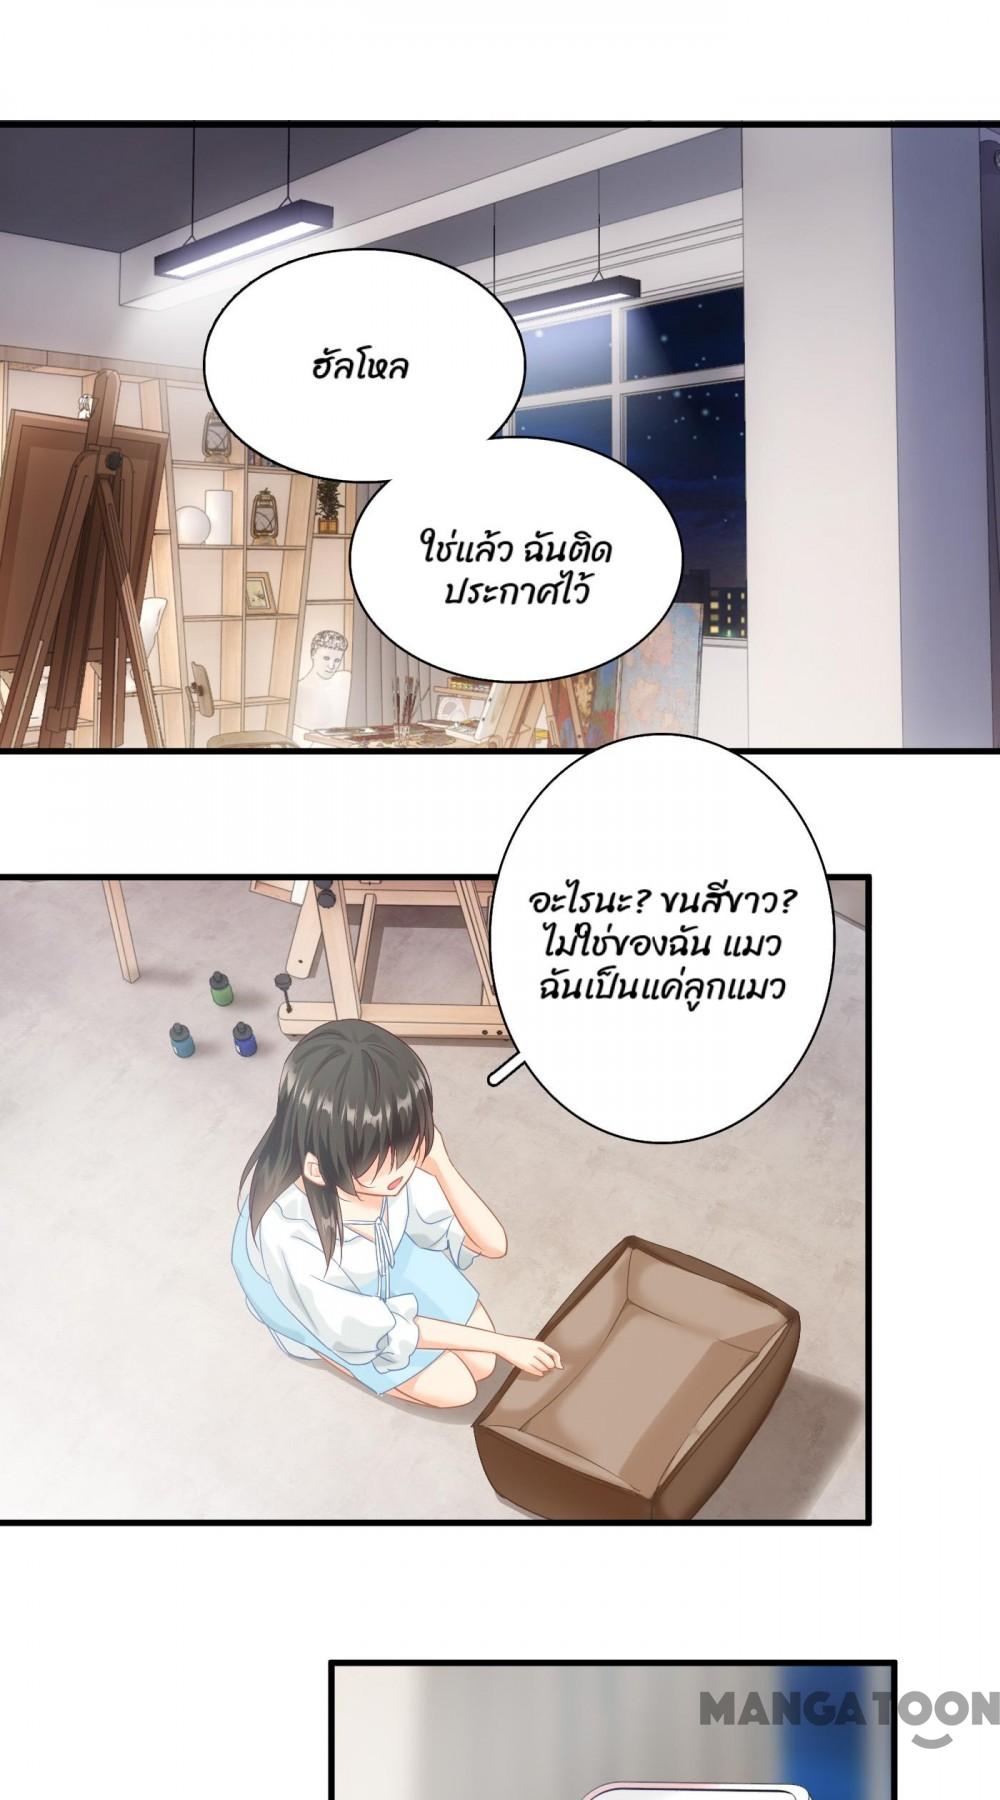 ฮัลโหล
ใช่แล้ว ฉันติด
ประกาศไว้
อะไรนะ? ขนสีขาว?
ไม่ใช่ของฉัน แมว
ฉันเป็นแค่ลูกแมว
MANGATOON